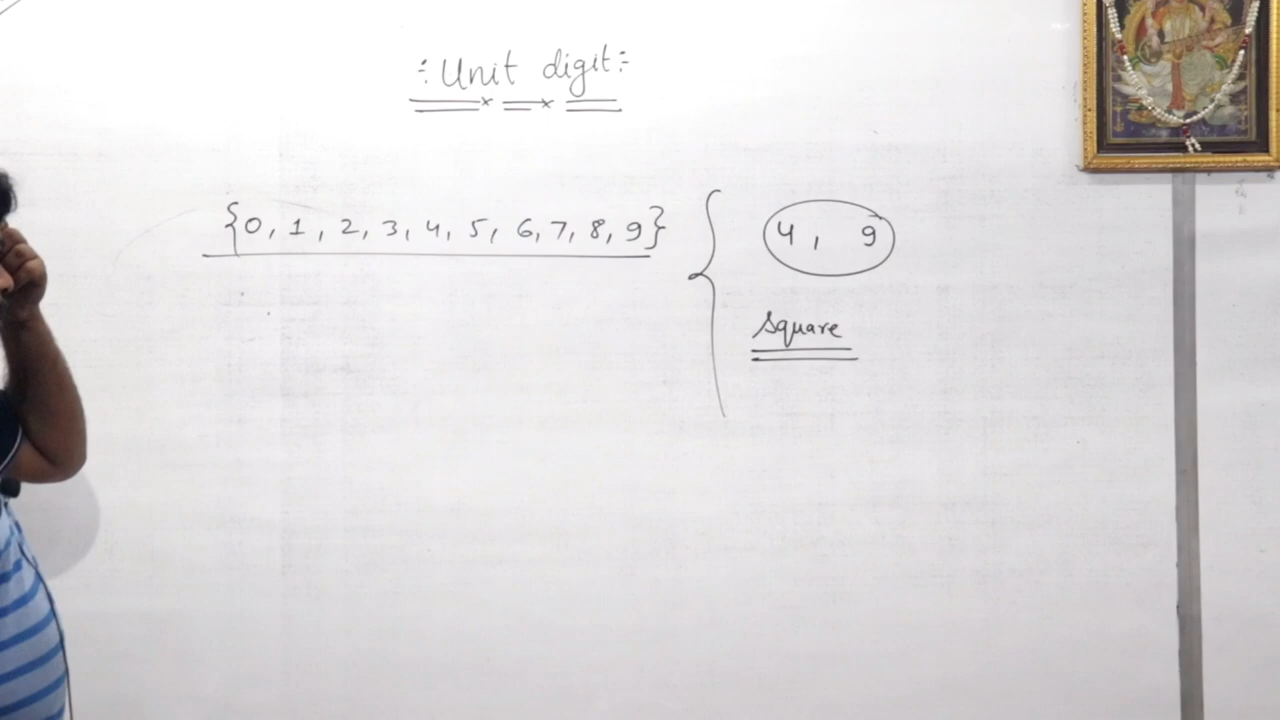 :Unit digit:
{0, 1, 2, 3, 4, 5, 6, 7, 8, 9}
4, 9
Square